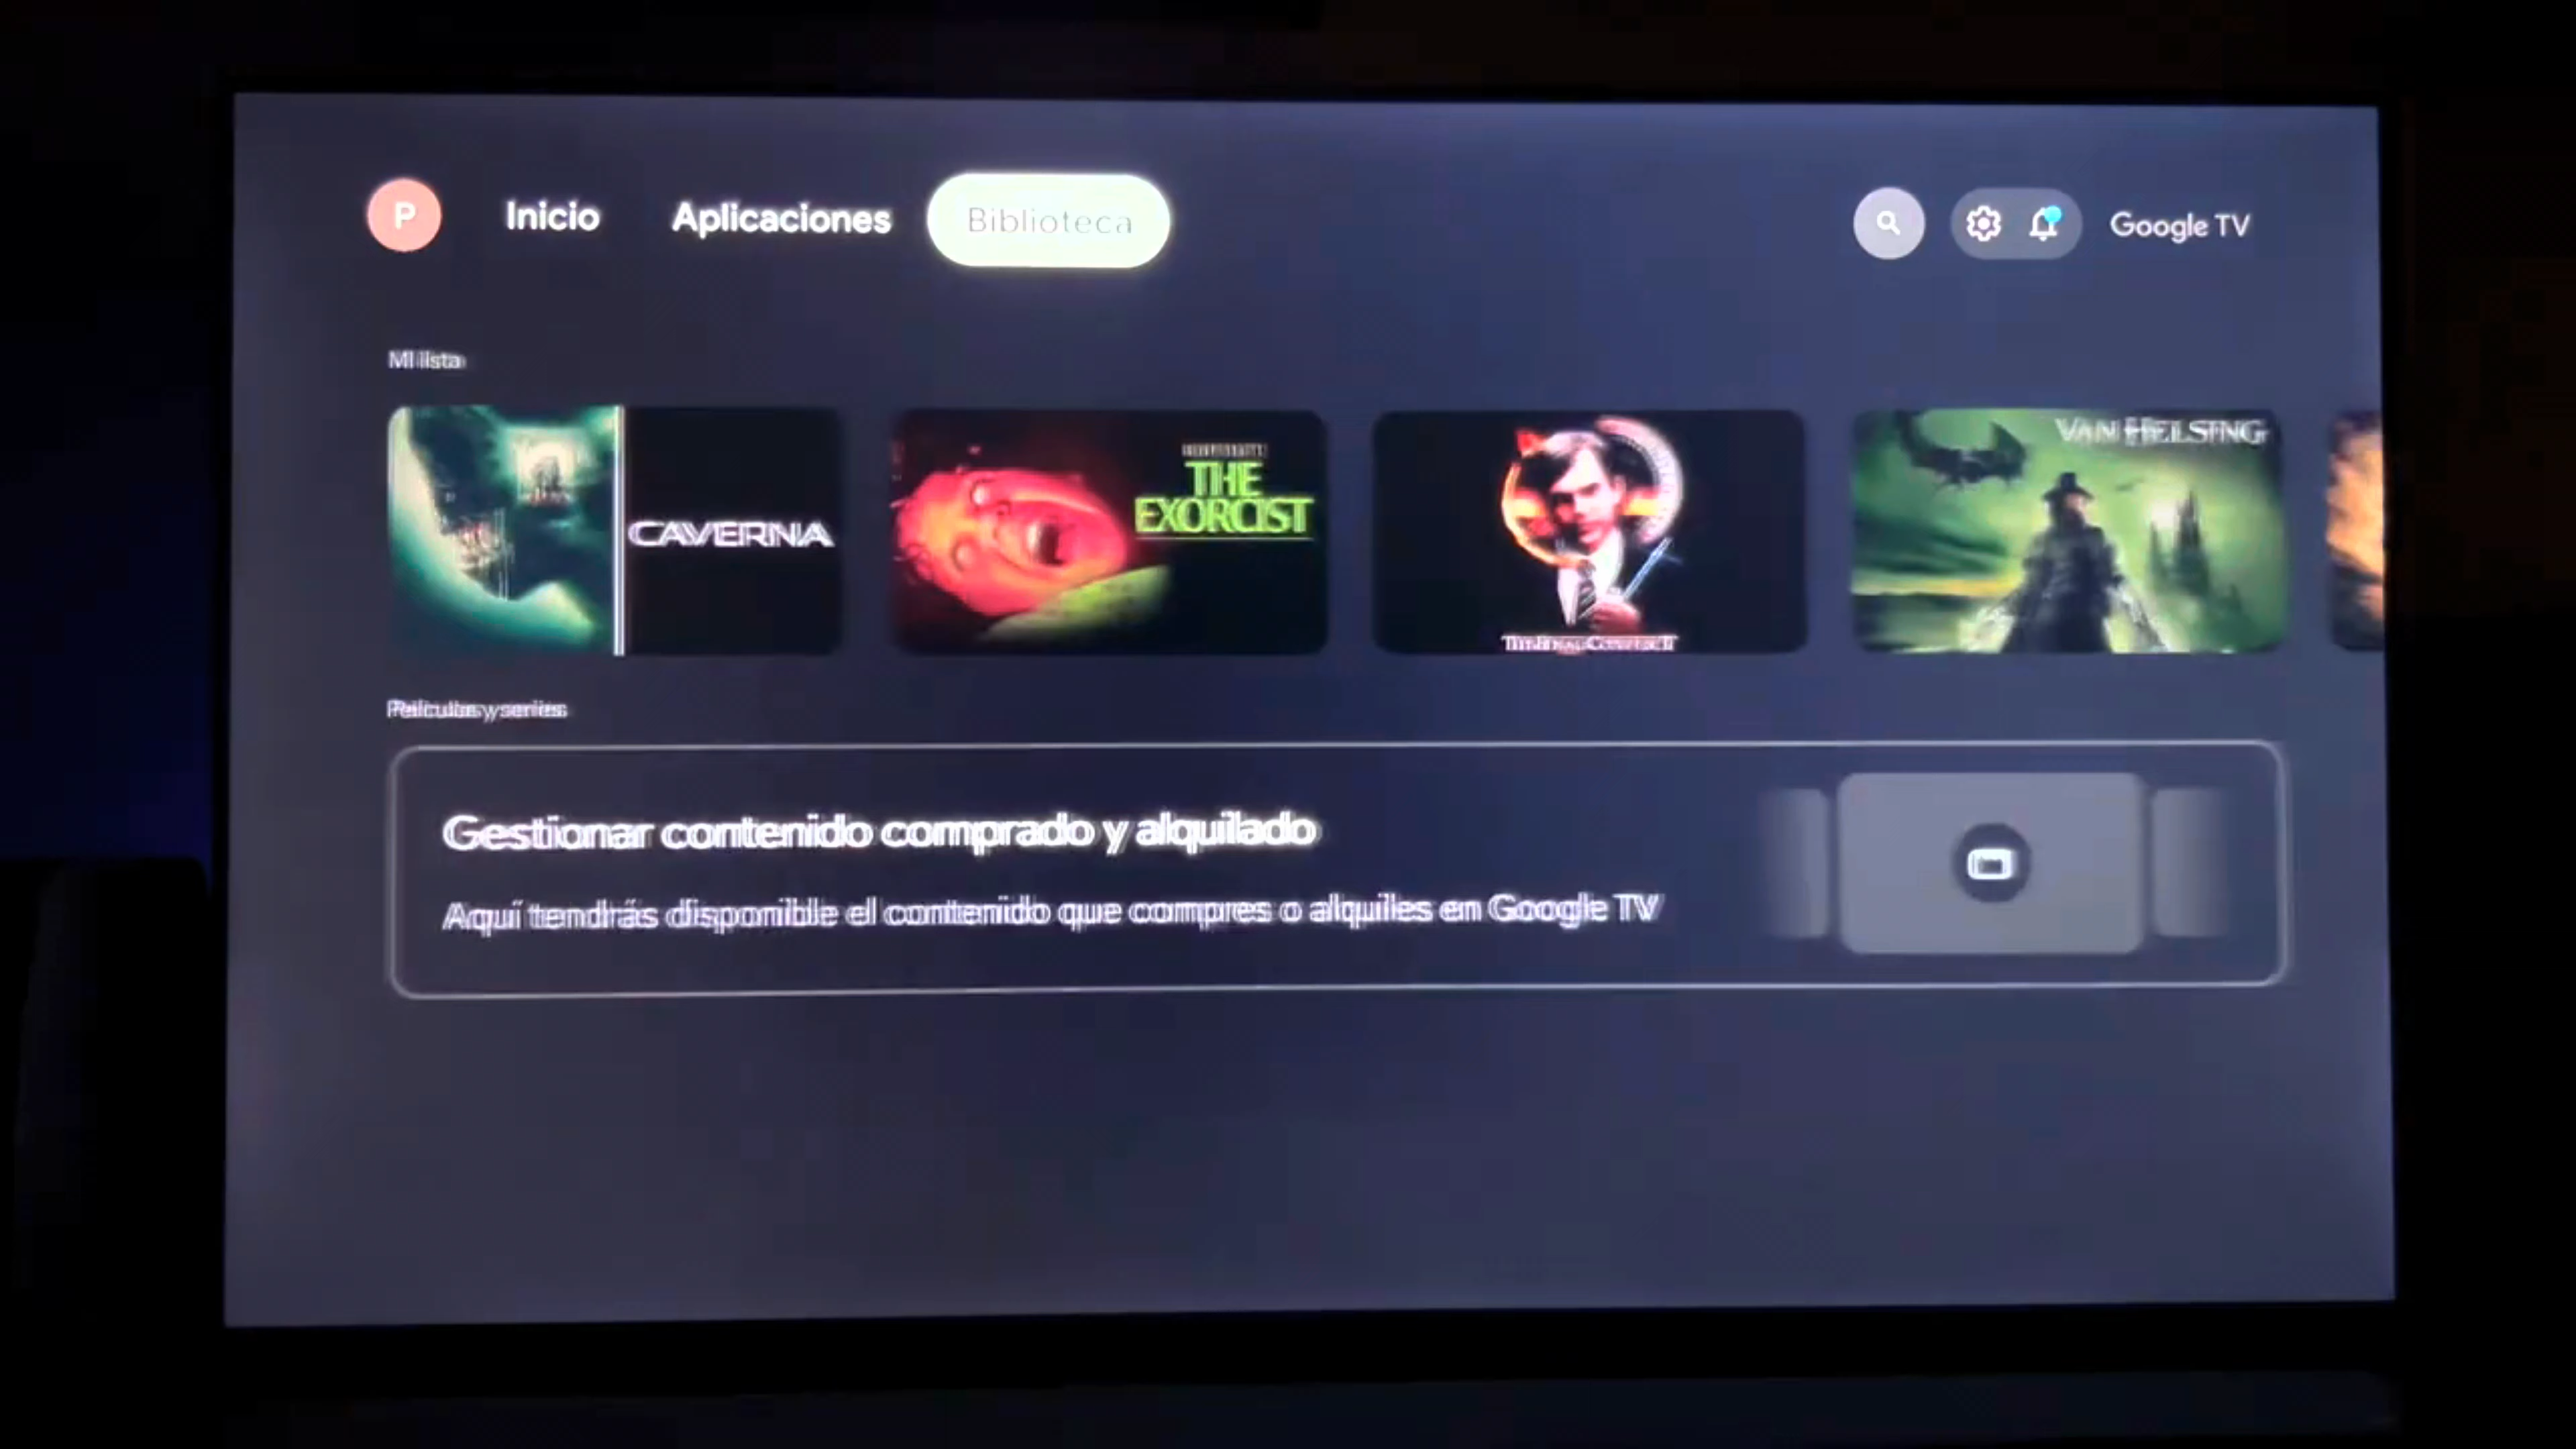 P
Inicio
Aplicaciones
Biblioteca
Google TV
Mi lista
CAVERNA
THE
EXORCIST
VAN HELSING
Películas y series
Gestionar contenido comprado y alquilado
Aquí tendrás disponible el contenido que compres o alquiles en Google TV